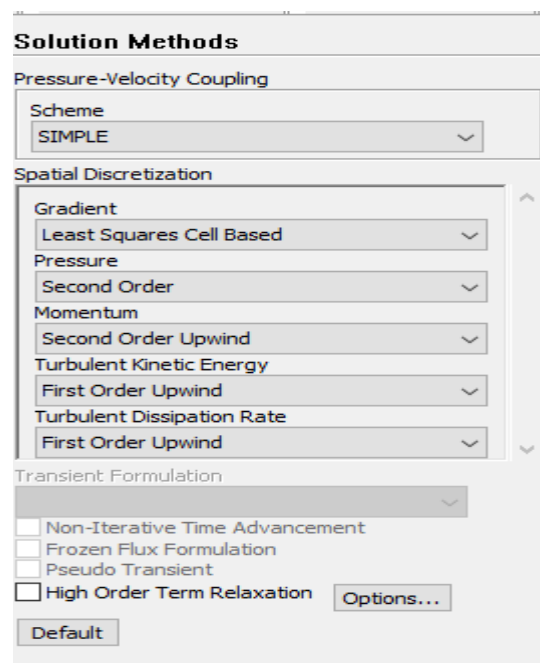 Solution Methods
Pressure-Velocity Coupling
Scheme
SIMPLE
Spatial Discretization
Gradient
Least Squares Cell Based
Pressure
Second Order
Momentum
Second Order Upwind
Turbulent Kinetic Energy
First Order Upwind
Turbulent Dissipation Rate
First Order Upwind
Transient Formulation
Non-Iterative Time Advancement
Frozen Flux Formulation
Pseudo Transient
High Order Term Relaxation Options...
Default